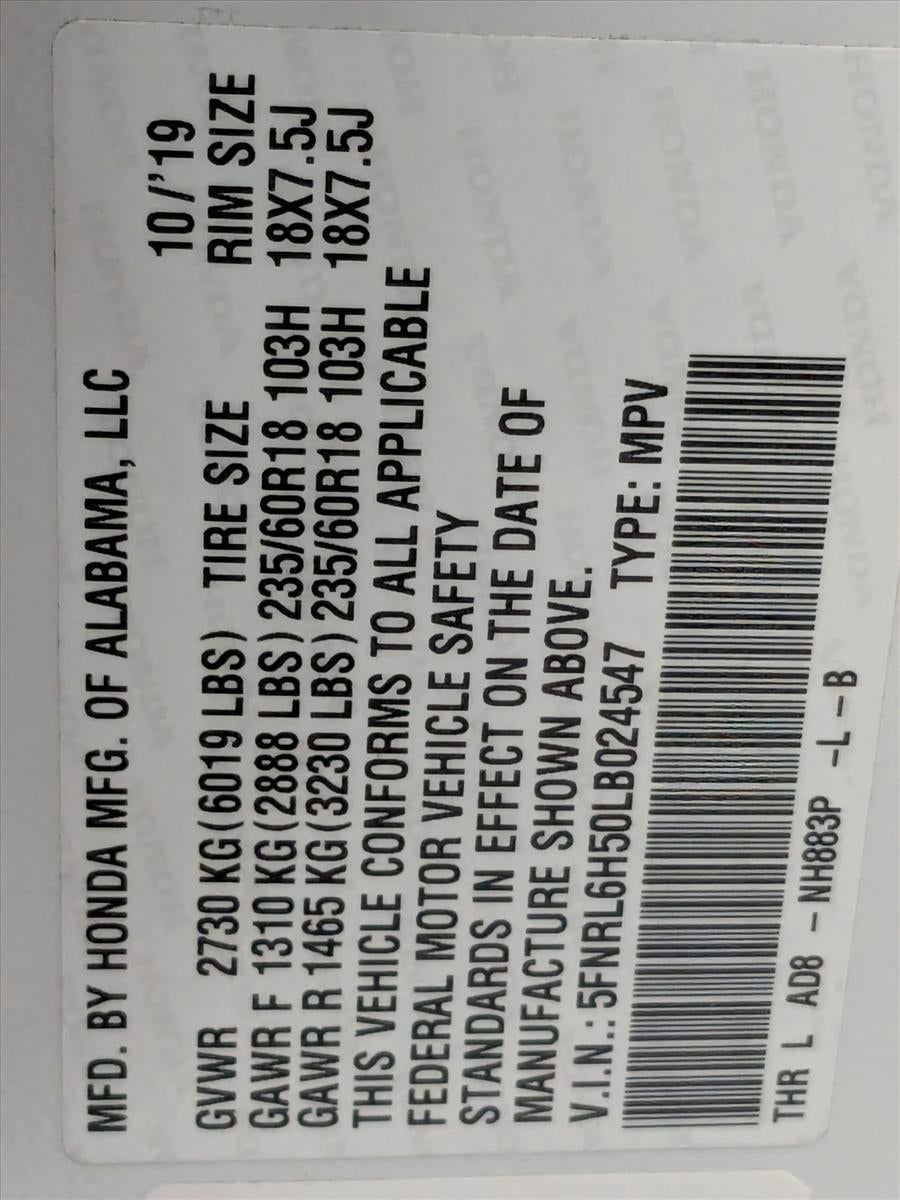 MFD. BY HONDA MFG. OF ALABAMA, LLC
10/'19
GVWR 2730 KG(6019 LBS) TIRE SIZE RIM SIZE
GAWR F 1310 KG(2888 LBS) 235/60R18 103H 18X7.5J
GAWR R 1465 KG(3230 LBS) 235/60R18 103H 18X7.5J
THIS VEHICLE CONFORMS TO ALL APPLICABLE
FEDERAL MOTOR VEHICLE SAFETY
STANDARDS IN EFFECT ON THE DATE OF
MANUFACTURE SHOWN ABOVE.
V.I.N.: 5FNRL6H50LB024547 TYPE: MPV
THR L AD8 -NH883P -L-B